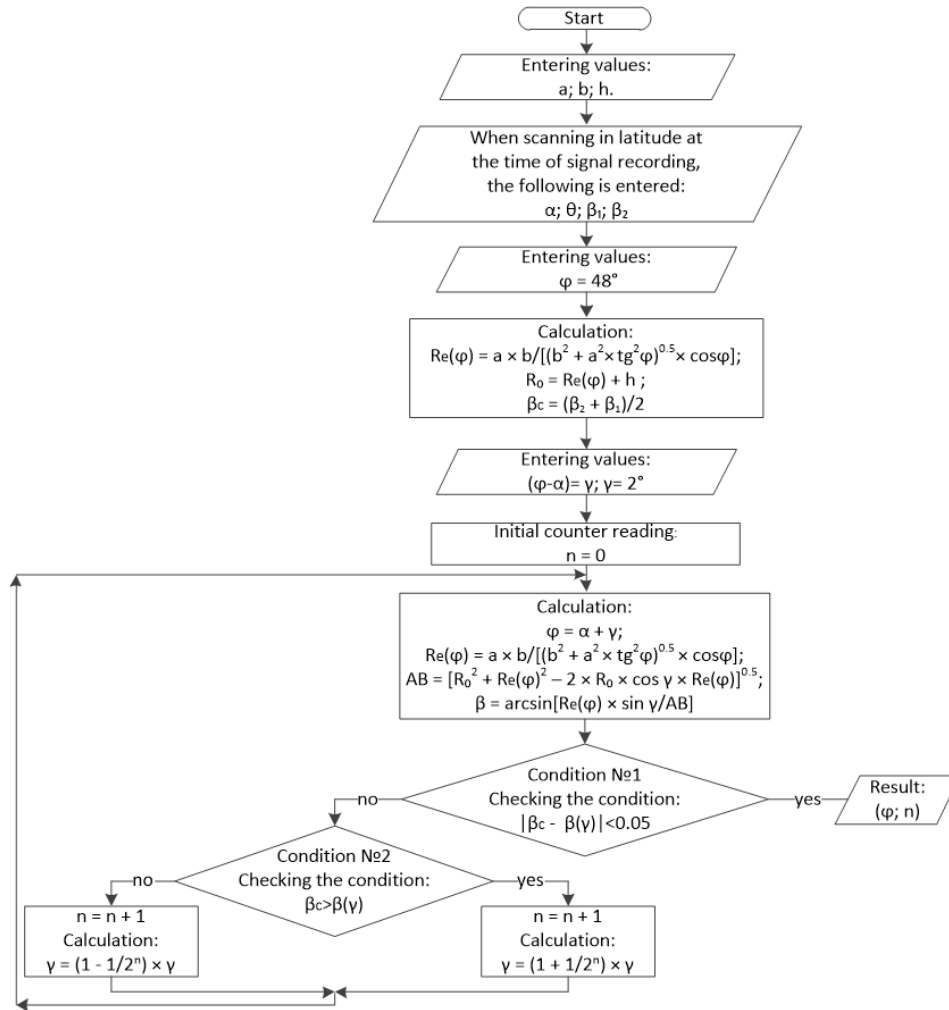 Start
Entering values:
a; b; h.
When scanning in latitude at
the time of signal recording,
the following is entered:
α; θ; β₁; β₂
Entering values:
φ = 48°
Calculation:
Re(φ) = a × b/[(b² + a² × tg²φ)⁰·⁵ × cosφ];
R₀ = Re(φ) + h ;
βc = (β₂ + β₁)/2
Entering values:
(φ-α)= γ; γ= 2°
Initial counter reading:
n = 0
Calculation:
φ = α + γ;
Re(φ) = a × b/[(b² + a² × tg²φ)⁰·⁵ × cosφ];
AB = [R₀² + Re(φ)² – 2 × R₀ × cos γ × Re(φ)]⁰·⁵;
β = arcsin[Re(φ) × sin γ/AB]
Condition №1
Checking the condition:
|βc - β(γ)|<0.05
no
yes
Result:
(φ; n)
Condition №2
Checking the condition:
βc>β(γ)
no
yes
n = n + 1
Calculation:
γ = (1 - 1/2ⁿ) × γ
n = n + 1
Calculation:
γ = (1 + 1/2ⁿ) × γ